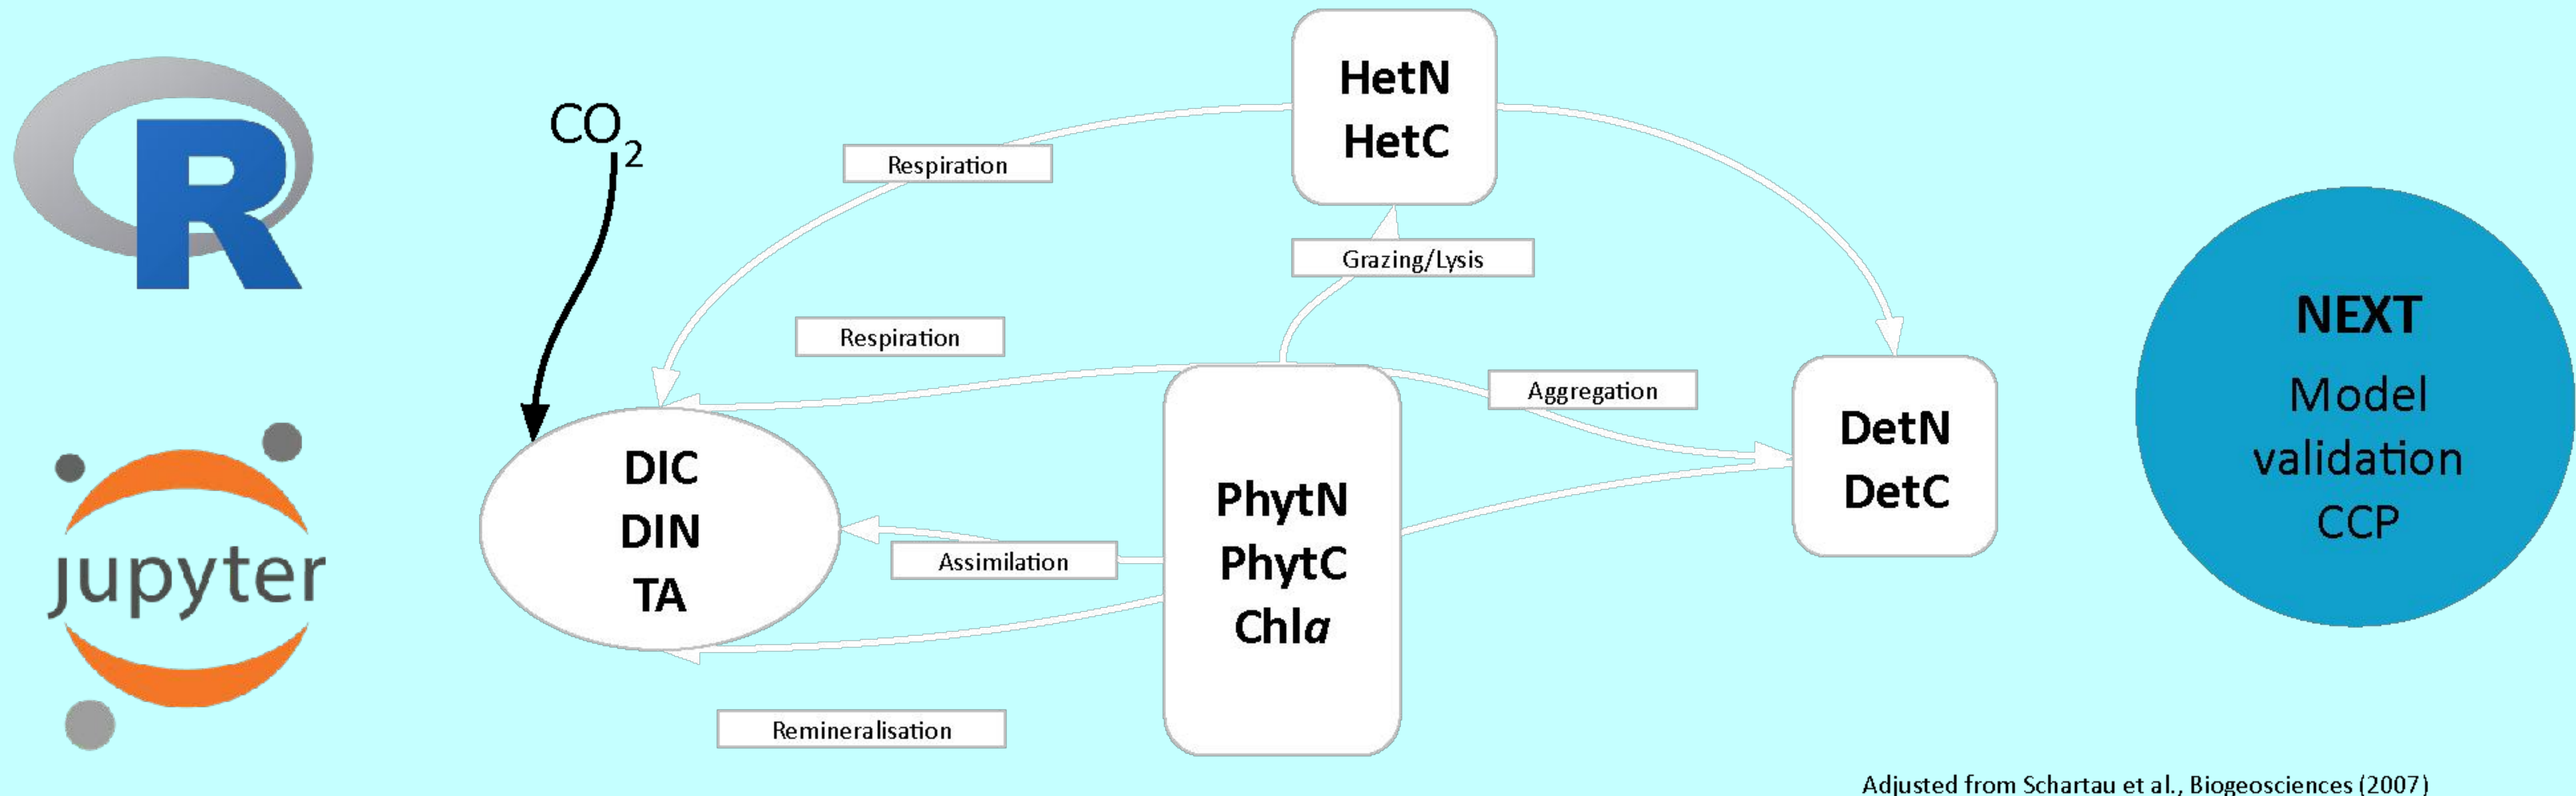 R
jupyter
CO2
HetN
HetC
Respiration
Grazing/Lysis
Respiration
Aggregation
DIC
DIN
TA
Assimilation
PhytN
PhytC
Chla
DetN
DetC
Remineralisation
NEXT
Model
validation
CCP
Adjusted from Schartau et al., Biogeosciences (2007)